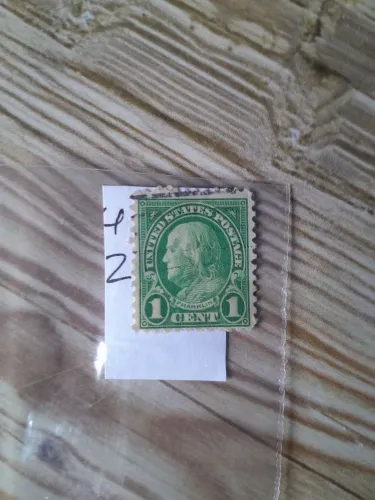 4
2
UNITED STATES POSTAGE
FRANKLIN
1 CENT 1